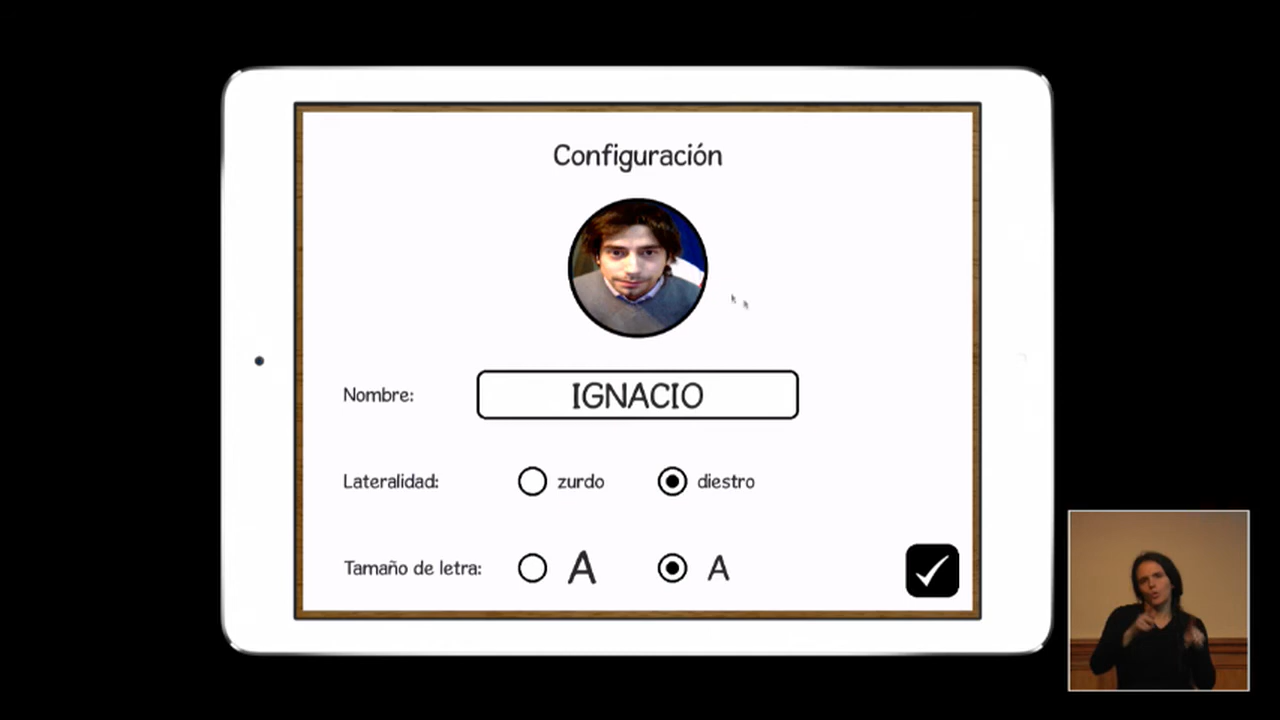 Configuración
Nombre: IGNACIO
Lateralidad: zurdo diestro
Tamaño de letra: A A